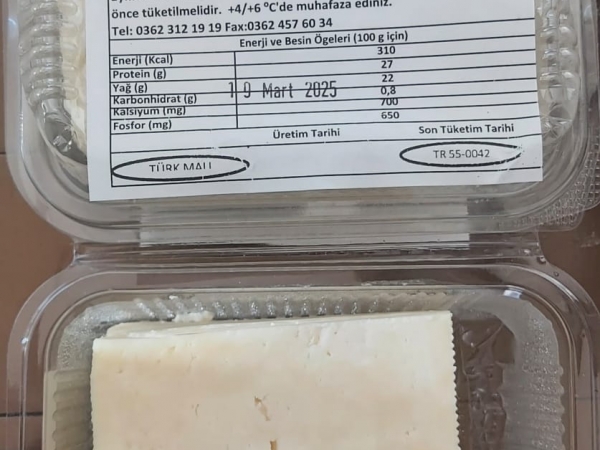 önce tüketilmelidir. +4/+6 °C'de muhafaza ediniz.
Tel: 0362 312 19 19 Fax:0362 457 60 34
Enerji ve Besin Ögeleri (100 g için)
Enerji (Kcal) 310
Protein (g) 27
Yağ (g) 22
19 Mart 2025
Karbonhidrat (g) 0,8
Kalsiyum (mg) 700
Fosfor (mg) 650
Üretim Tarihi Son Tüketim Tarihi
TÜRK MALI TR 55-0042